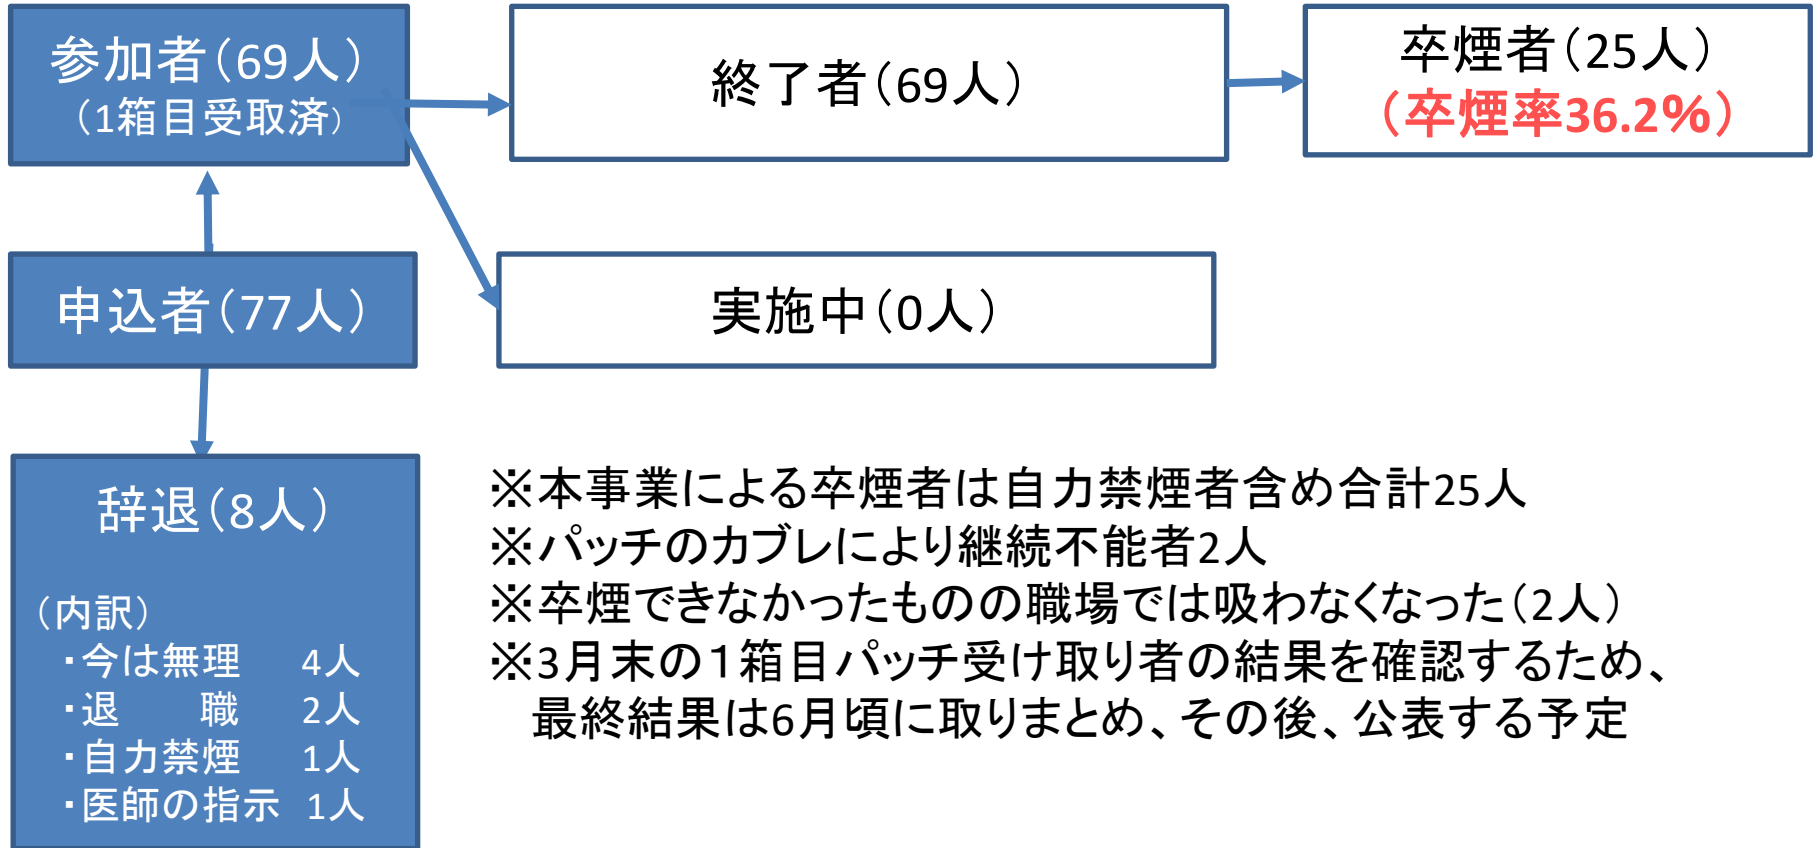 参加者（69人）
（1箱目受取済）
終了者（69人）
卒煙者（25人）
（卒煙率36.2%）
申込者（77人）
実施中（0人）
辞退（8人）
（内訳）
・今は無理　4人
・退　職　2人
・自力禁煙　1人
・医師の指示　1人
※本事業による卒煙者は自力禁煙者含め合計25人
※パッチのカブレにより継続不能者2人
※卒煙できなかったものの職場では吸わなくなった（2人）
※3月末の１箱目パッチ受け取り者の結果を確認するため、
最終結果は6月頃に取りまとめ、その後、公表する予定